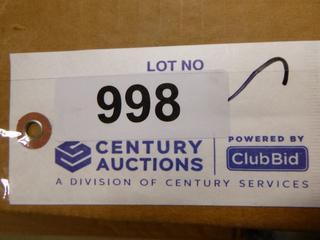 LOT NO
998
CENTURY AUCTIONS
POWERED BY
ClubBid
A DIVISION OF CENTURY SERVICES